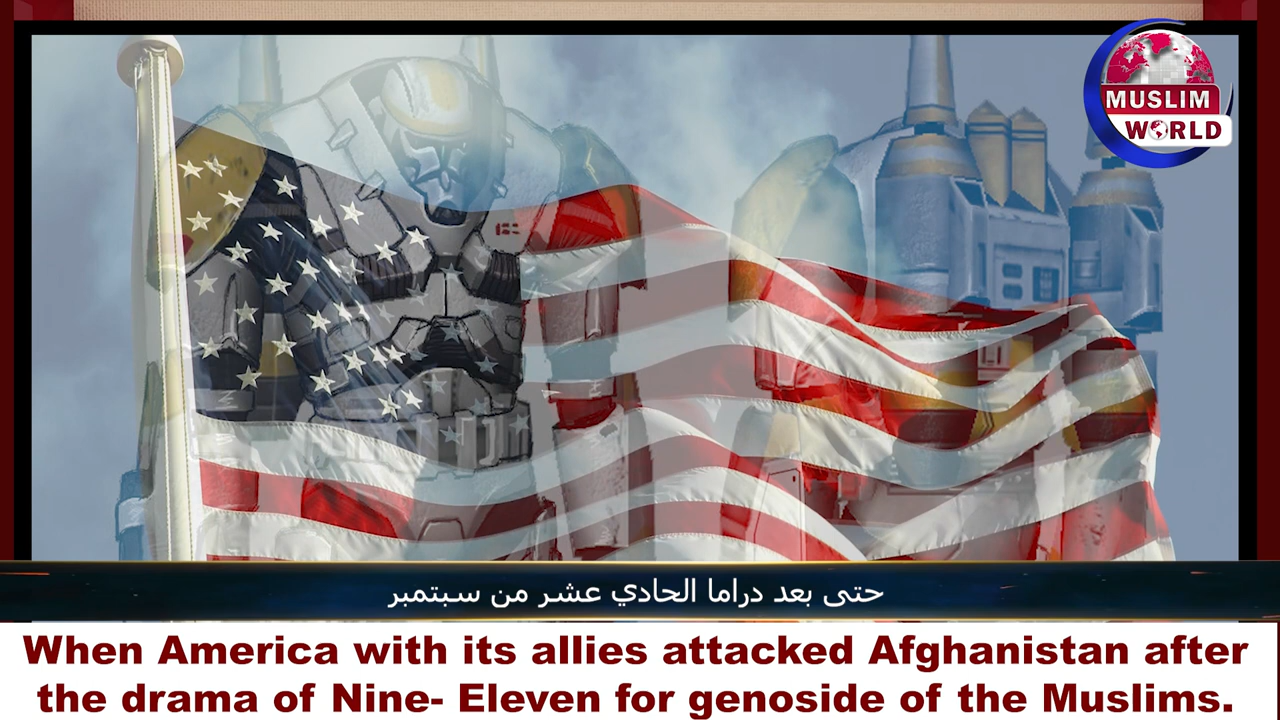 MUSLIM
WORLD
حتى بعد دراما الحادي عشر من سبتمبر
When America with its allies attacked Afghanistan after
the drama of Nine- Eleven for genoside of the Muslims.